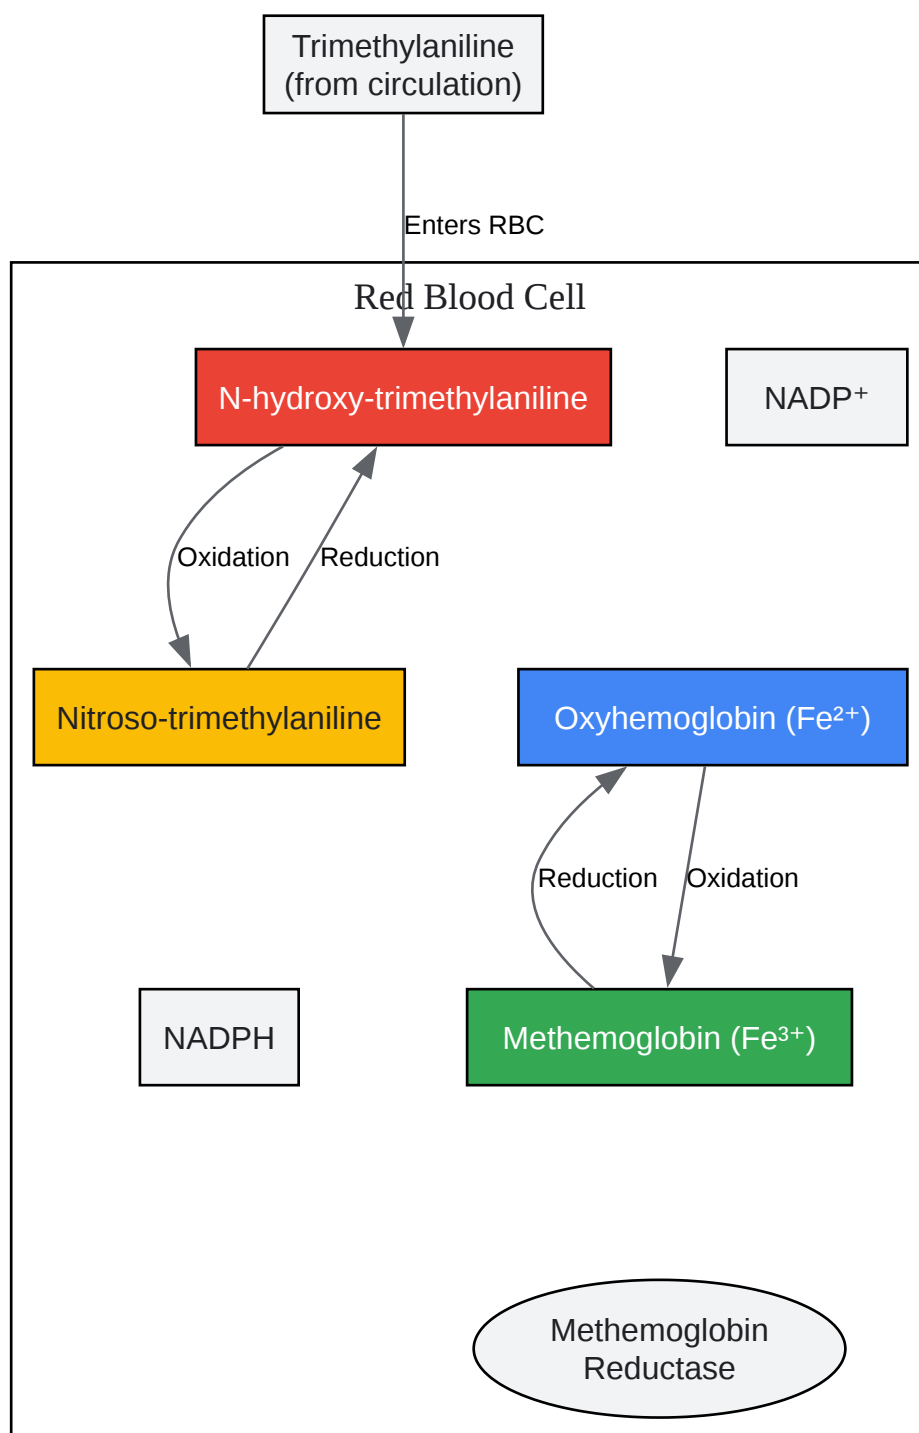 Trimethylaniline
(from circulation)
Enters RBC
Red Blood Cell
N-hydroxy-trimethylaniline
NADP⁺
Oxidation
Reduction
Nitroso-trimethylaniline
Oxyhemoglobin (Fe²⁺)
Reduction
Oxidation
NADPH
Methemoglobin (Fe³⁺)
Methemoglobin
Reductase